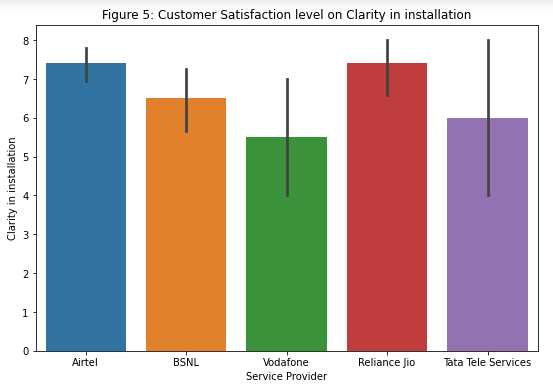 Figure 5: Customer Satisfaction level on Clarity in installation
8
7
6
5
4
3
2
1
0
Clarity in installation
Airtel BSNL Vodafone Reliance Jio Tata Tele Services
Service Provider